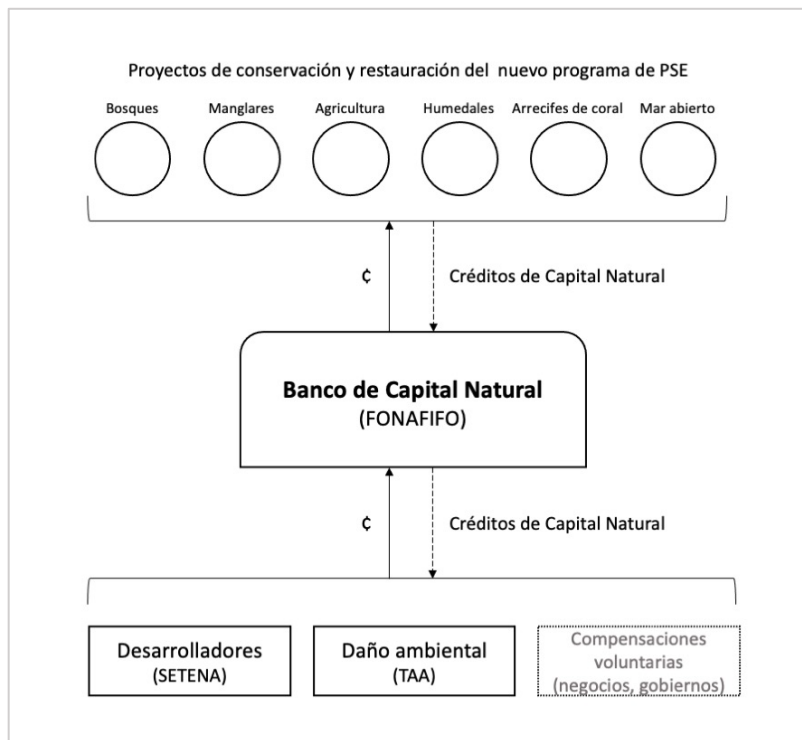 Proyectos de conservación y restauración del nuevo programa de PSE
Bosques
Manglares
Agricultura
Humedales
Arrecifes de coral
Mar abierto
₵
Créditos de Capital Natural
Banco de Capital Natural
(FONAFIFO)
₵
Créditos de Capital Natural
Desarrolladores
(SETENA)
Daño ambiental
(TAA)
Compensaciones
voluntarias
(negocios, gobiernos)